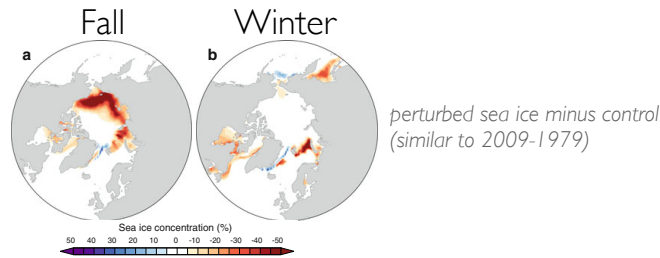 Fall Winter
a b
perturbed sea ice minus control
(similar to 2009-1979)
Sea ice concentration (%)
50 40 30 20 10 0 -10 -20 -30 -40 -50